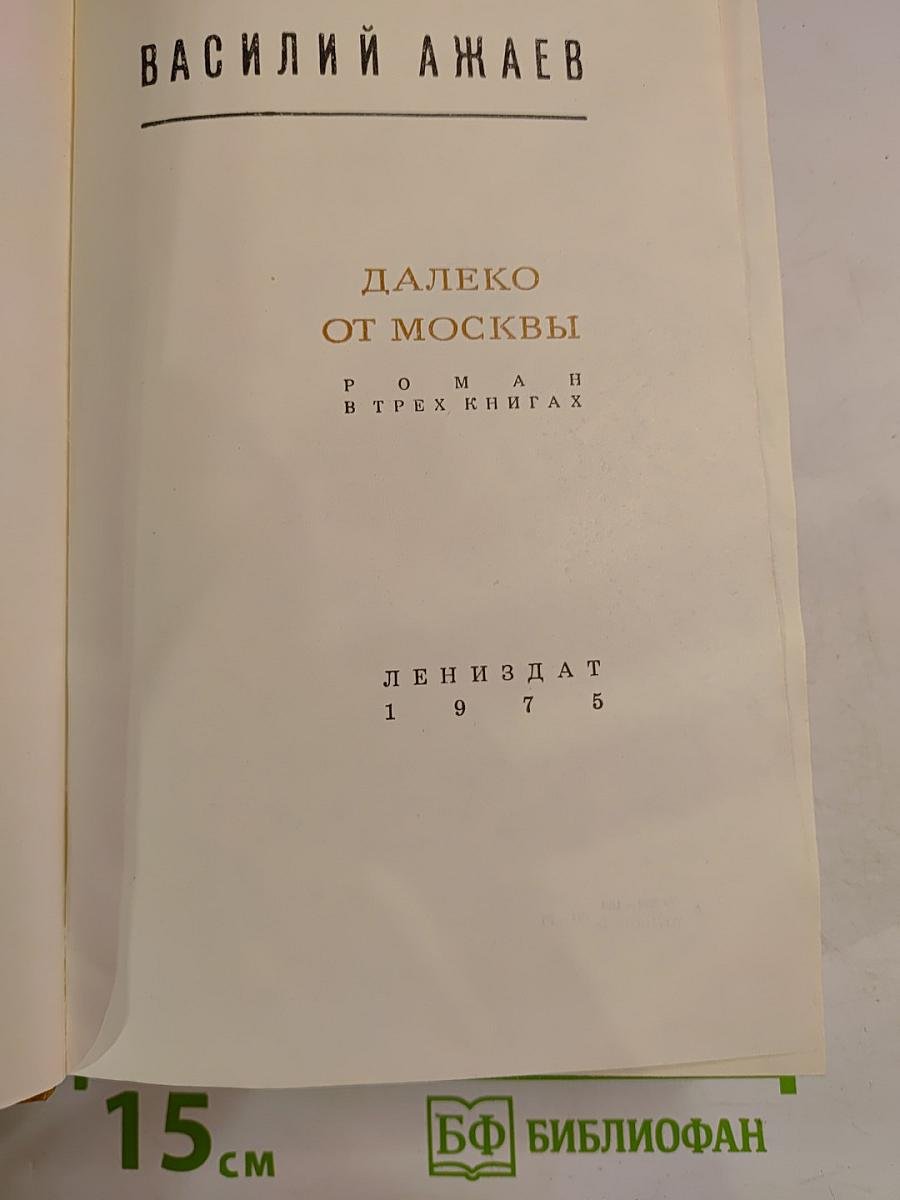 ВАСИЛИЙ АЖАЕВ
ДАЛЕКО
ОТ МОСКВЫ
РОМАН
В ТРЕХ КНИГАХ
ЛЕНИЗДАТ
1975
15 см
БФ БИБЛИОФАН